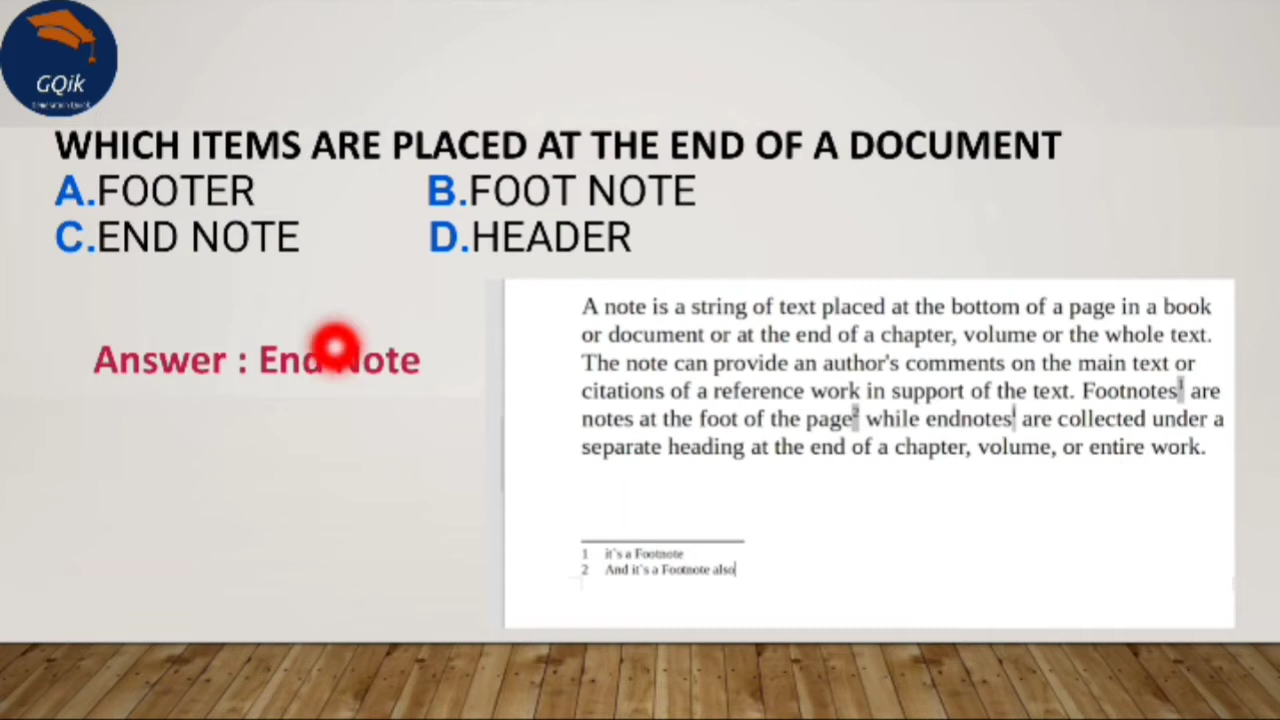 GQik
WHICH ITEMS ARE PLACED AT THE END OF A DOCUMENT
A.FOOTER B.FOOT NOTE
C.END NOTE D.HEADER
Answer : End Note
A note is a string of text placed at the bottom of a page in a book
or document or at the end of a chapter, volume or the whole text.
The note can provide an author's comments on the main text or
citations of a reference work in support of the text. Footnotes1 are
notes at the foot of the page2 while endnotesi are collected under a
separate heading at the end of a chapter, volume, or entire work.
1 it`s a Footnote
2 And it`s a Footnote also